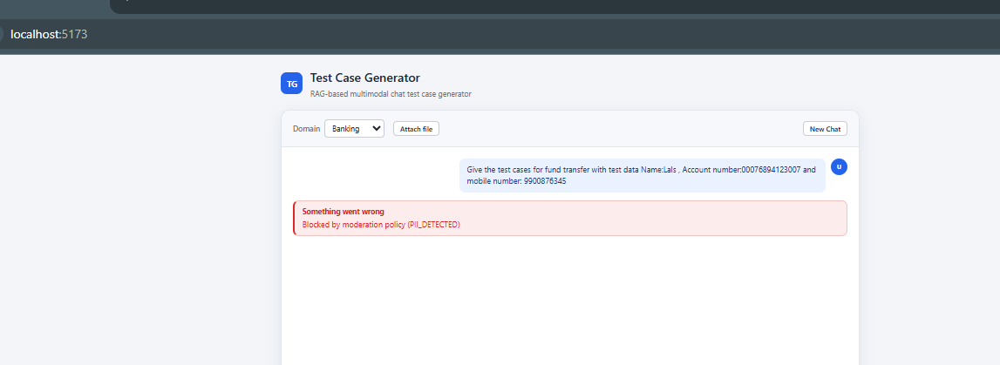 localhost:5173
TG
Test Case Generator
RAG-based multimodal chat test case generator
Domain Banking Attach file New Chat
Give the test cases for fund transfer with test data Name:Lals , Account number:00076894123007 and
mobile number: 9900876345
U
Something went wrong
Blocked by moderation policy (PII_DETECTED)